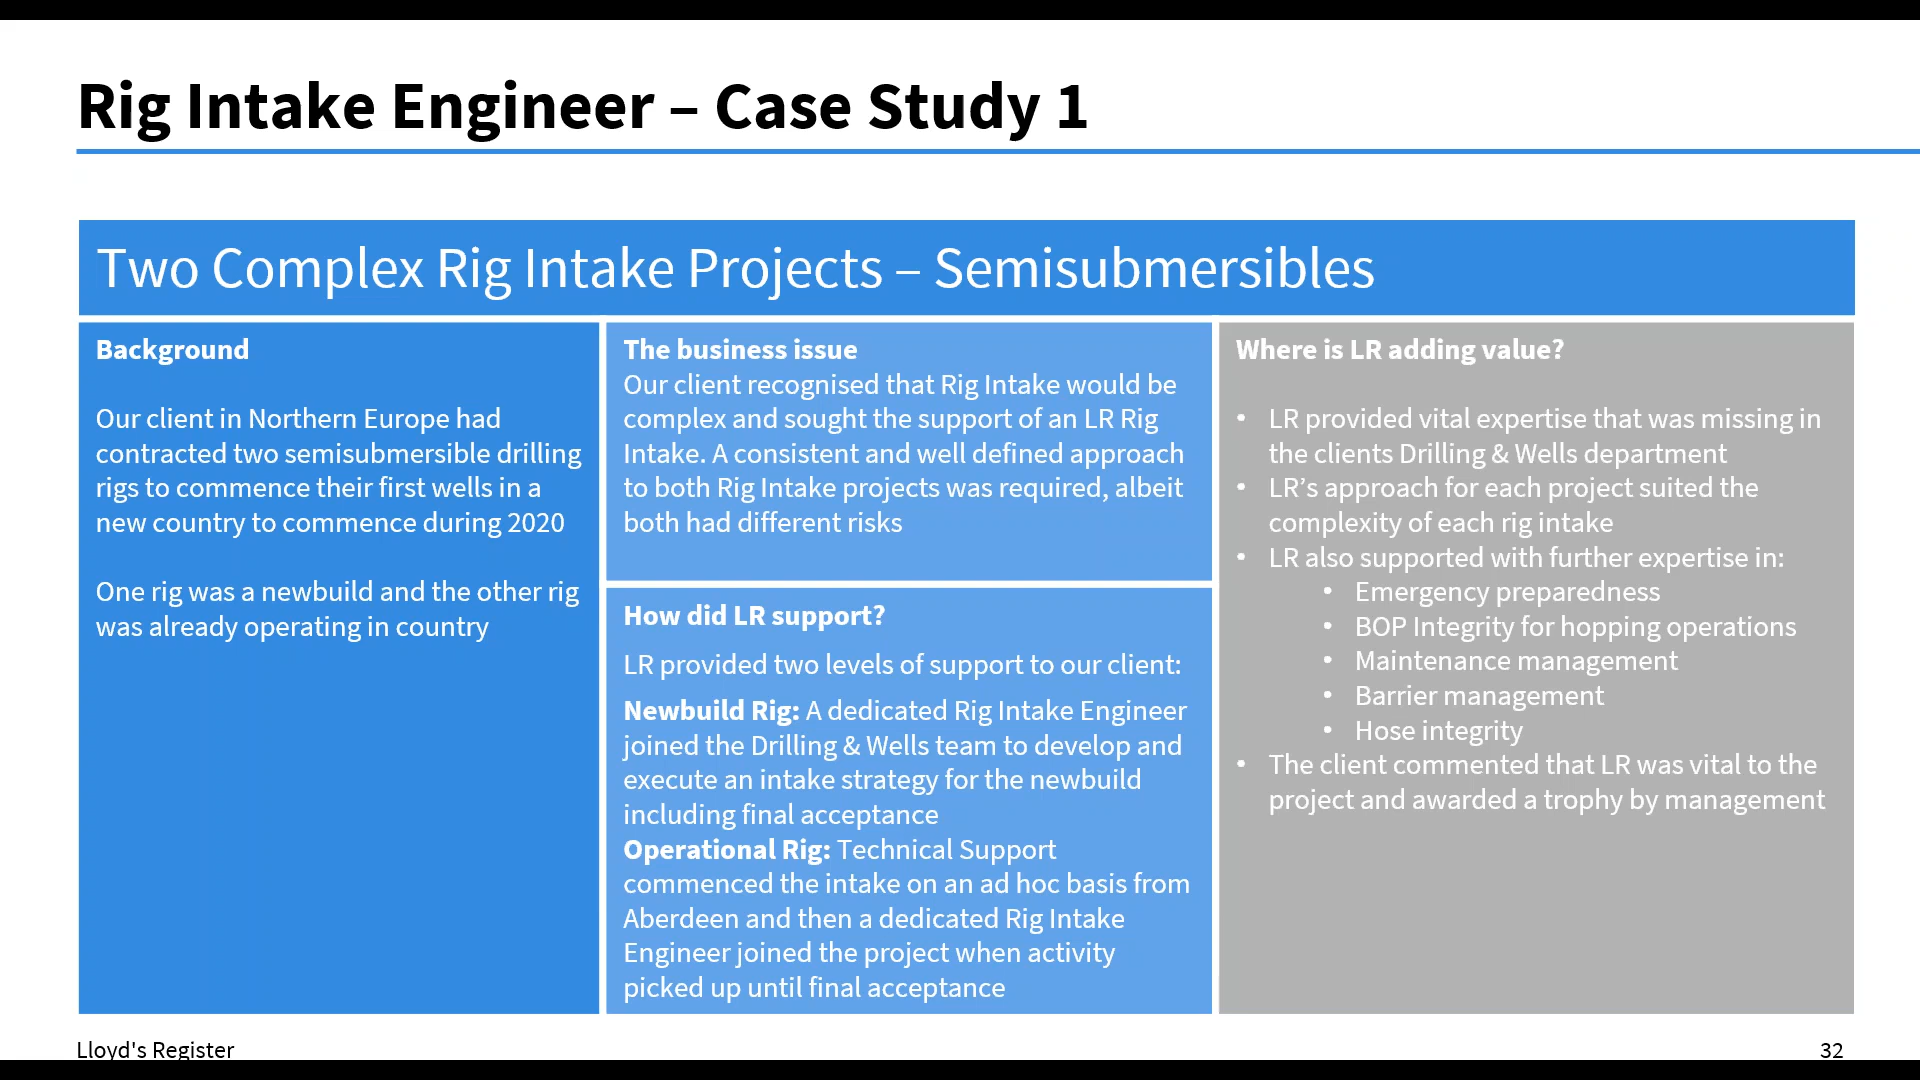 Rig Intake Engineer – Case Study 1
Two Complex Rig Intake Projects – Semisubmersibles
Background
Our client in Northern Europe had
contracted two semisubmersible drilling
rigs to commence their first wells in a
new country to commence during 2020
One rig was a newbuild and the other rig
was already operating in country
The business issue
Our client recognised that Rig Intake would be
complex and sought the support of an LR Rig
Intake. A consistent and well defined approach
to both Rig Intake projects was required, albeit
both had different risks
How did LR support?
LR provided two levels of support to our client:
Newbuild Rig: A dedicated Rig Intake Engineer
joined the Drilling & Wells team to develop and
execute an intake strategy for the newbuild
including final acceptance
Operational Rig: Technical Support
commenced the intake on an ad hoc basis from
Aberdeen and then a dedicated Rig Intake
Engineer joined the project when activity
picked up until final acceptance
Where is LR adding value?
• LR provided vital expertise that was missing in
the clients Drilling & Wells department
• LR’s approach for each project suited the
complexity of each rig intake
• LR also supported with further expertise in:
• Emergency preparedness
• BOP Integrity for hopping operations
• Maintenance management
• Barrier management
• Hose integrity
• The client commented that LR was vital to the
project and awarded a trophy by management
Lloyd's Register
32